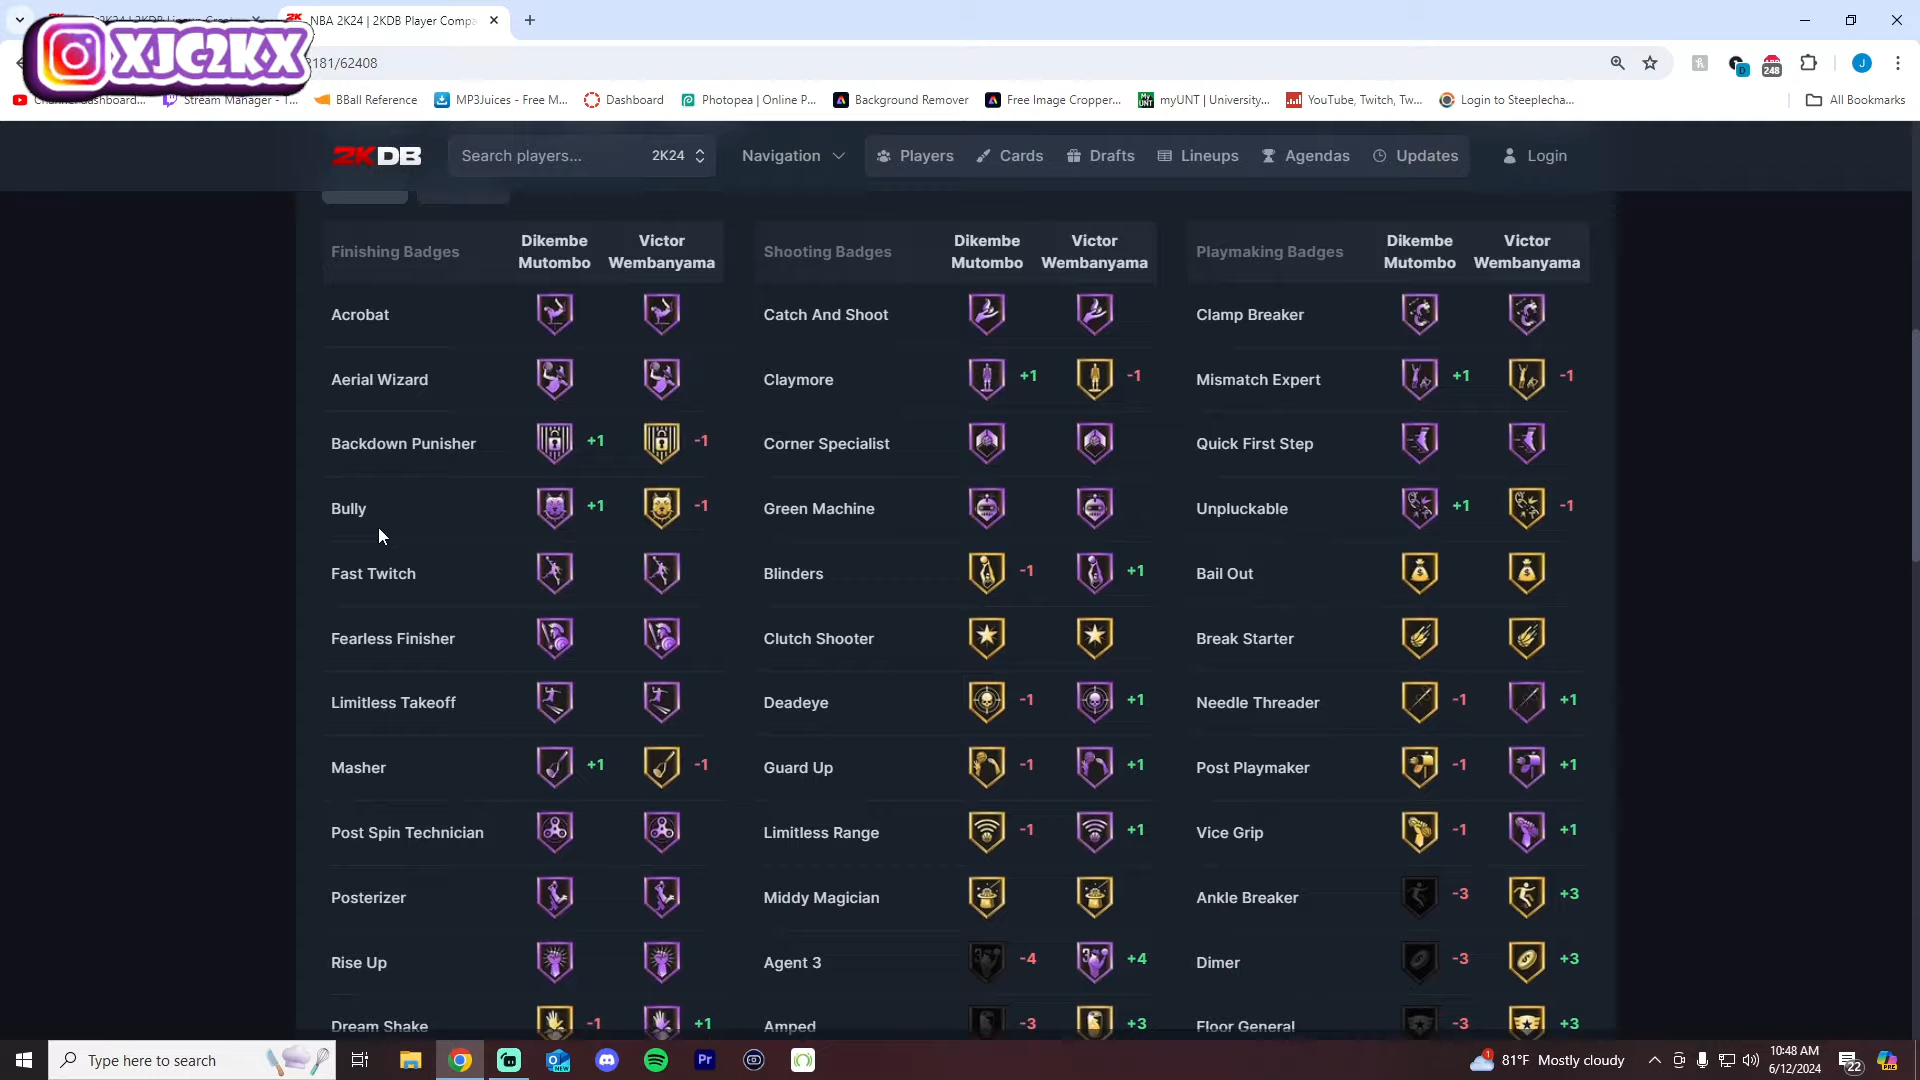 NBA 2K24 | 2KDB Player Compa
XJC2KX
181/62408
248
Stream Manager - T...
BBall Reference
MP3Juices - Free M...
Dashboard
Photopea | Online P...
Background Remover
Free Image Cropper...
myUNT | University...
YouTube, Twitch, Tw...
Login to Steeplecha...
All Bookmarks
2KDB
Search players...
2K24
Navigation
Players
Cards
Drafts
Lineups
Agendas
Updates
Login
Finishing Badges Dikembe Mutombo Victor Wembanyama
Acrobat
Aerial Wizard
Backdown Punisher +1 -1
Bully +1 -1
Fast Twitch
Fearless Finisher
Limitless Takeoff
Masher +1 -1
Post Spin Technician
Posterizer
Rise Up
Dream Shake -1 +1
Shooting Badges Dikembe Mutombo Victor Wembanyama
Catch And Shoot
Claymore +1 -1
Corner Specialist
Green Machine
Blinders -1 +1
Clutch Shooter
Deadeye -1 +1
Guard Up -1 +1
Limitless Range -1 +1
Middy Magician
Agent 3 -4 +4
Amped -3 +3
Playmaking Badges Dikembe Mutombo Victor Wembanyama
Clamp Breaker
Mismatch Expert +1 -1
Quick First Step
Unpluckable +1 -1
Bail Out
Break Starter
Needle Threader -1 +1
Post Playmaker -1 +1
Vice Grip -1 +1
Ankle Breaker -3 +3
Dimer -3 +3
Floor General -3 +3
Type here to search
81°F Mostly cloudy
10:48 AM
6/12/2024
22